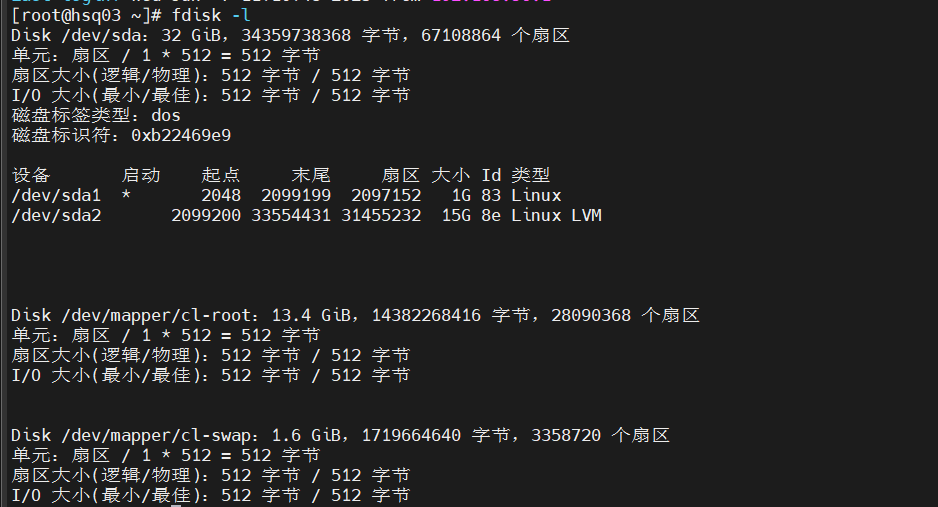 [root@hsq03 ~]# fdisk -l
Disk /dev/sda：32 GiB，34359738368 字节，67108864 个扇区
单元：扇区 / 1 * 512 = 512 字节
扇区大小(逻辑/物理)：512 字节 / 512 字节
I/O 大小(最小/最佳)：512 字节 / 512 字节
磁盘标签类型：dos
磁盘标识符：0xb22469e9
设备 启动 起点 末尾 扇区 大小 Id 类型
/dev/sda1 * 2048 2099199 2097152 1G 83 Linux
/dev/sda2 2099200 33554431 31455232 15G 8e Linux LVM
Disk /dev/mapper/cl-root：13.4 GiB，14382268416 字节，28090368 个扇区
单元：扇区 / 1 * 512 = 512 字节
扇区大小(逻辑/物理)：512 字节 / 512 字节
I/O 大小(最小/最佳)：512 字节 / 512 字节
Disk /dev/mapper/cl-swap：1.6 GiB，1719664640 字节，3358720 个扇区
单元：扇区 / 1 * 512 = 512 字节
扇区大小(逻辑/物理)：512 字节 / 512 字节
I/O 大小(最小/最佳)：512 字节 / 512 字节